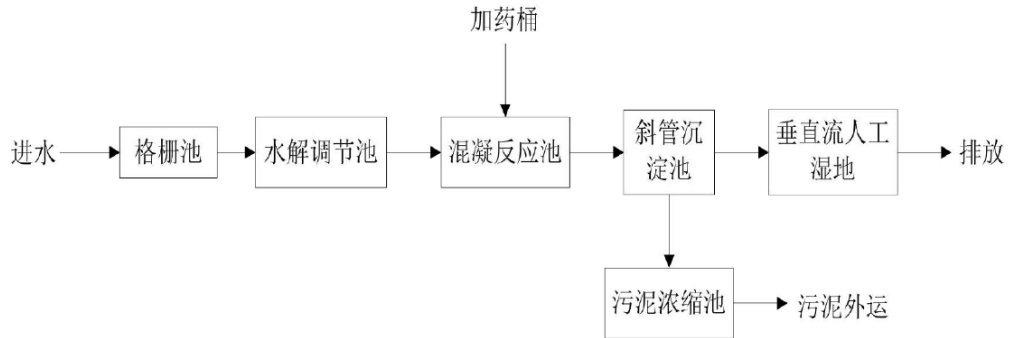 加药桶
进水
格栅池
水解调节池
混凝反应池
斜管沉
淀池
垂直流人工
湿地
排放
污泥浓缩池
污泥外运